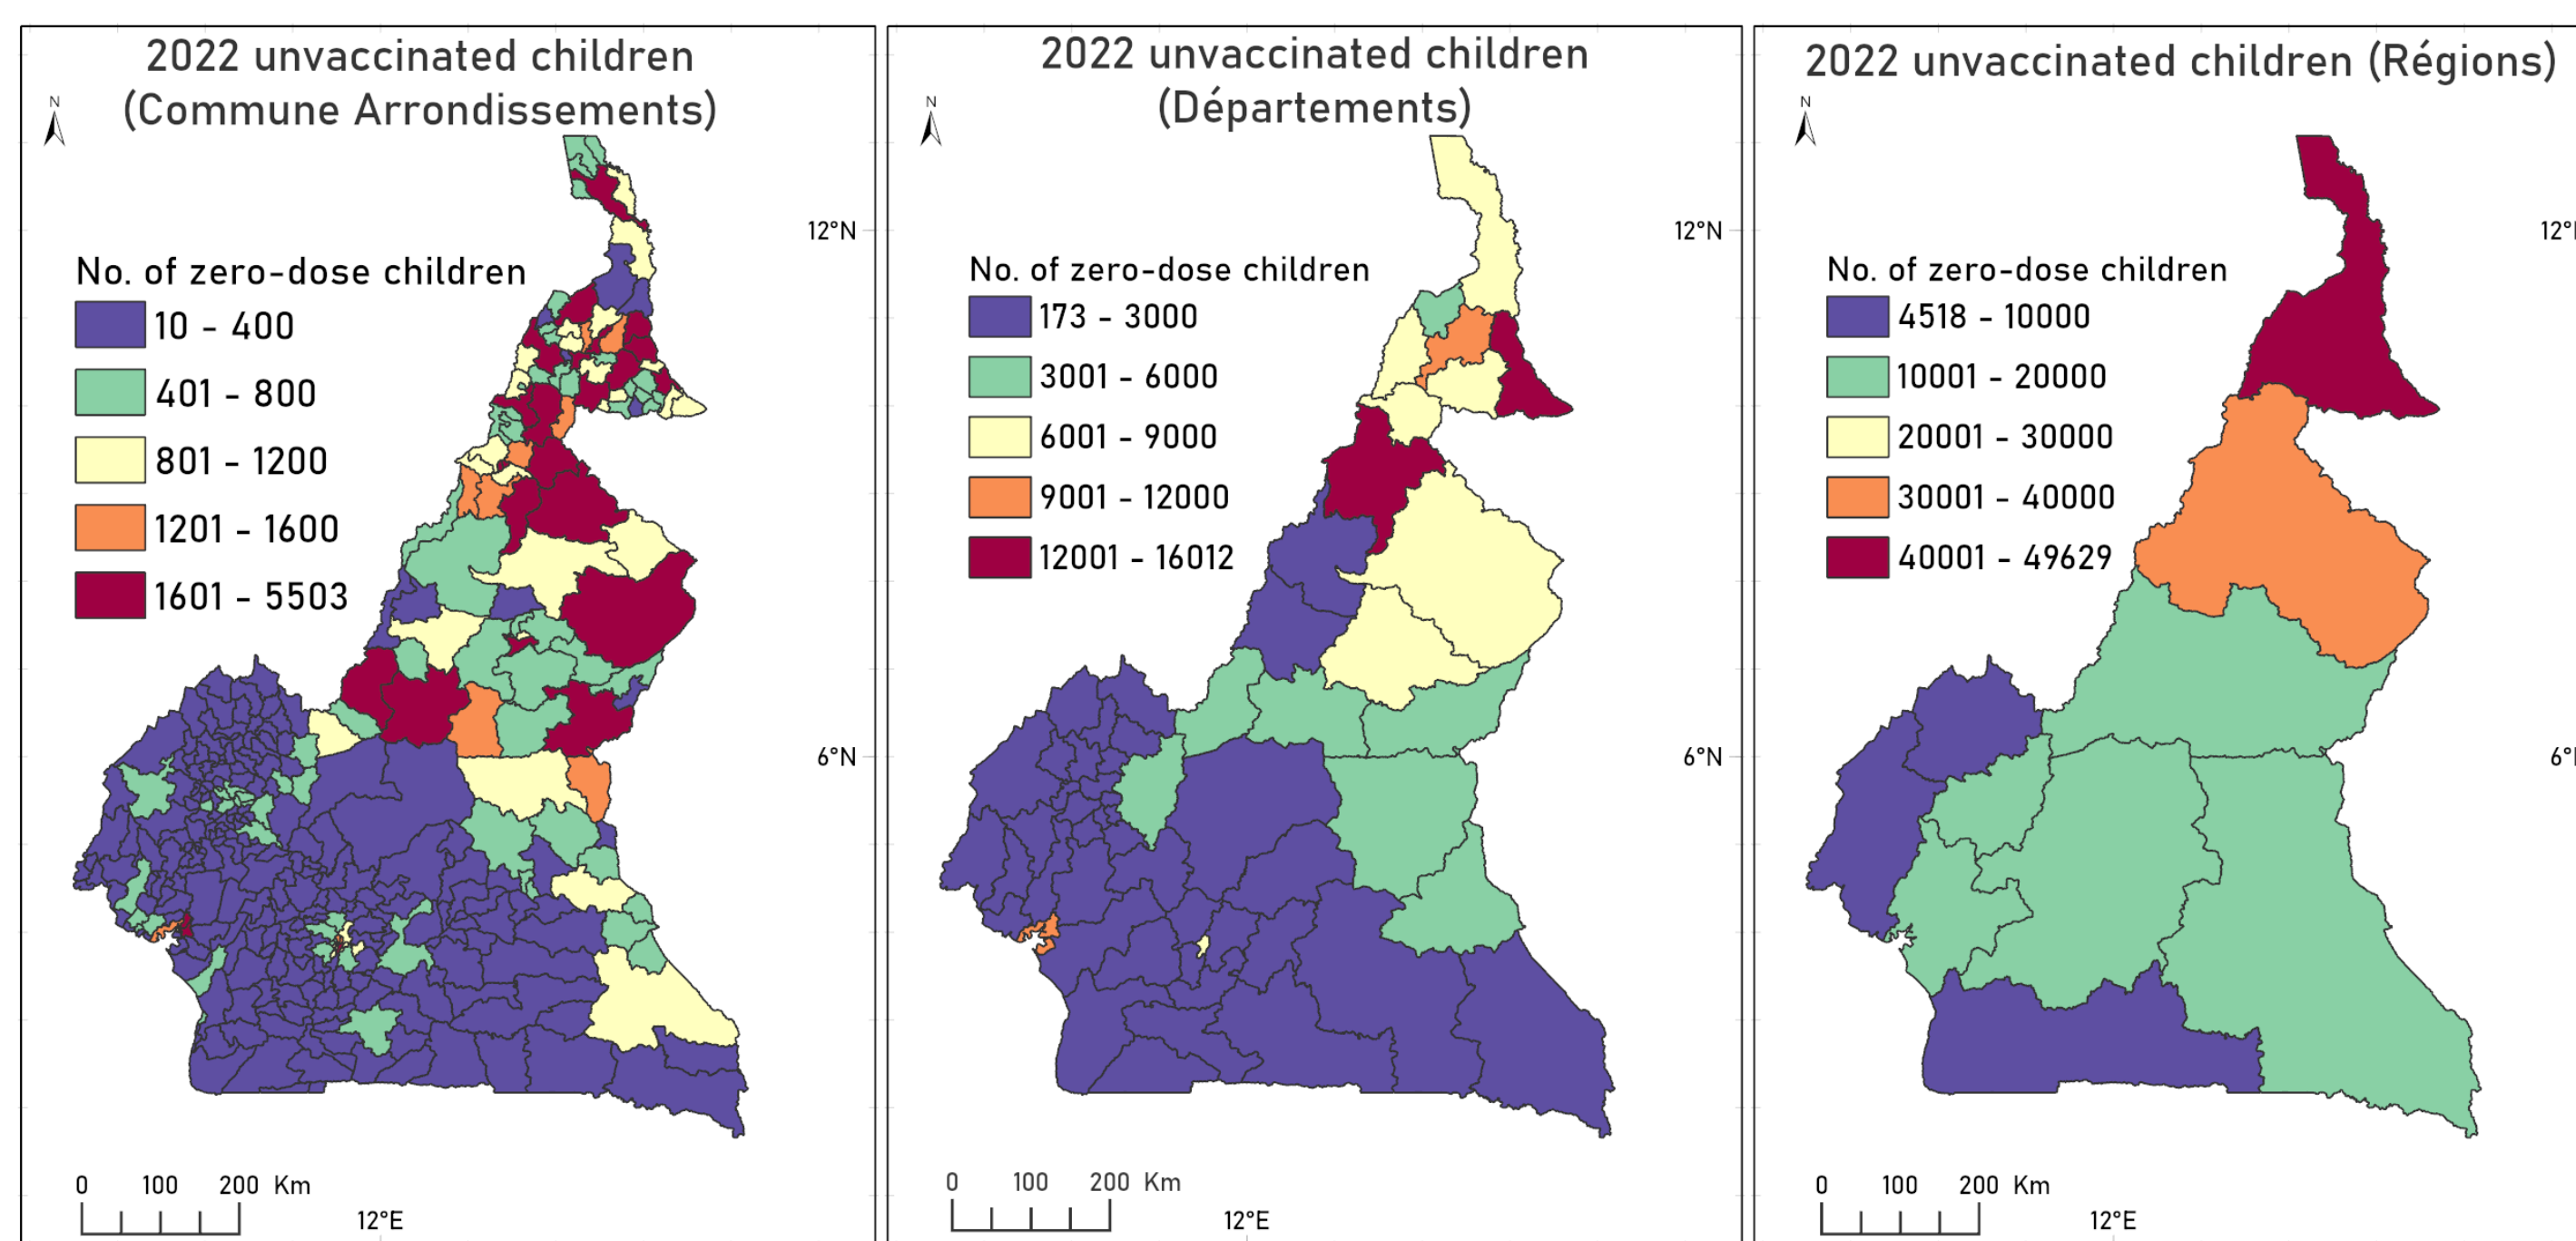 2022 unvaccinated children
(Commune Arrondissements)
N
12°N
No. of zero-dose children
10 - 400
401 - 800
801 - 1200
1201 - 1600
1601 - 5503
6°N
0 100 200 Km
12°E
2022 unvaccinated children
(Départements)
N
12°N
No. of zero-dose children
173 - 3000
3001 - 6000
6001 - 9000
9001 - 12000
12001 - 16012
6°N
0 100 200 Km
12°E
2022 unvaccinated children (Régions)
N
12°
No. of zero-dose children
4518 - 10000
10001 - 20000
20001 - 30000
30001 - 40000
40001 - 49629
6°
0 100 200 Km
12°E